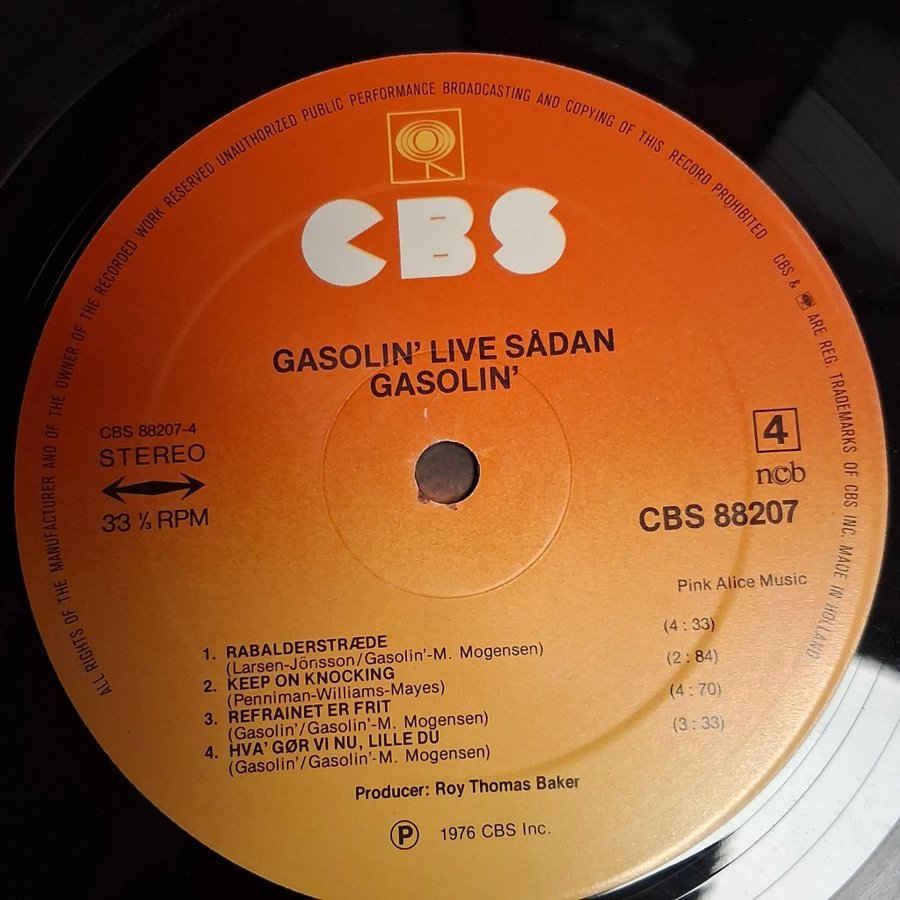 ALL RIGHTS OF THE MANUFACTURER AND OF THE OWNER OF THE RECORDED WORK RESERVED UNAUTHORIZED PUBLIC PERFORMANCE BROADCASTING AND COPYING OF THIS RECORD PROHIBITED
CBS & ARE REG. TRADEMARKS OF CBS INC. MADE IN HOLLAND
CBS
GASOLIN' LIVE SÅDAN
GASOLIN'
CBS 88207-4
STEREO
33 ⅓ RPM
4
ncb
CBS 88207
Pink Alice Music
1. RABALDERSTRÆDE (4 : 33)
(Larsen-Jönsson/Gasolin'-M. Mogensen)
2. KEEP ON KNOCKING (2 : 84)
(Penniman-Williams-Mayes)
3. REFRAINET ER FRIT (4 : 70)
(Gasolin'/Gasolin'-M. Mogensen)
4. HVA' GØR VI NU, LILLE DU (3 : 33)
(Gasolin'/Gasolin'-M. Mogensen)
Producer: Roy Thomas Baker
Ⓟ 1976 CBS Inc.